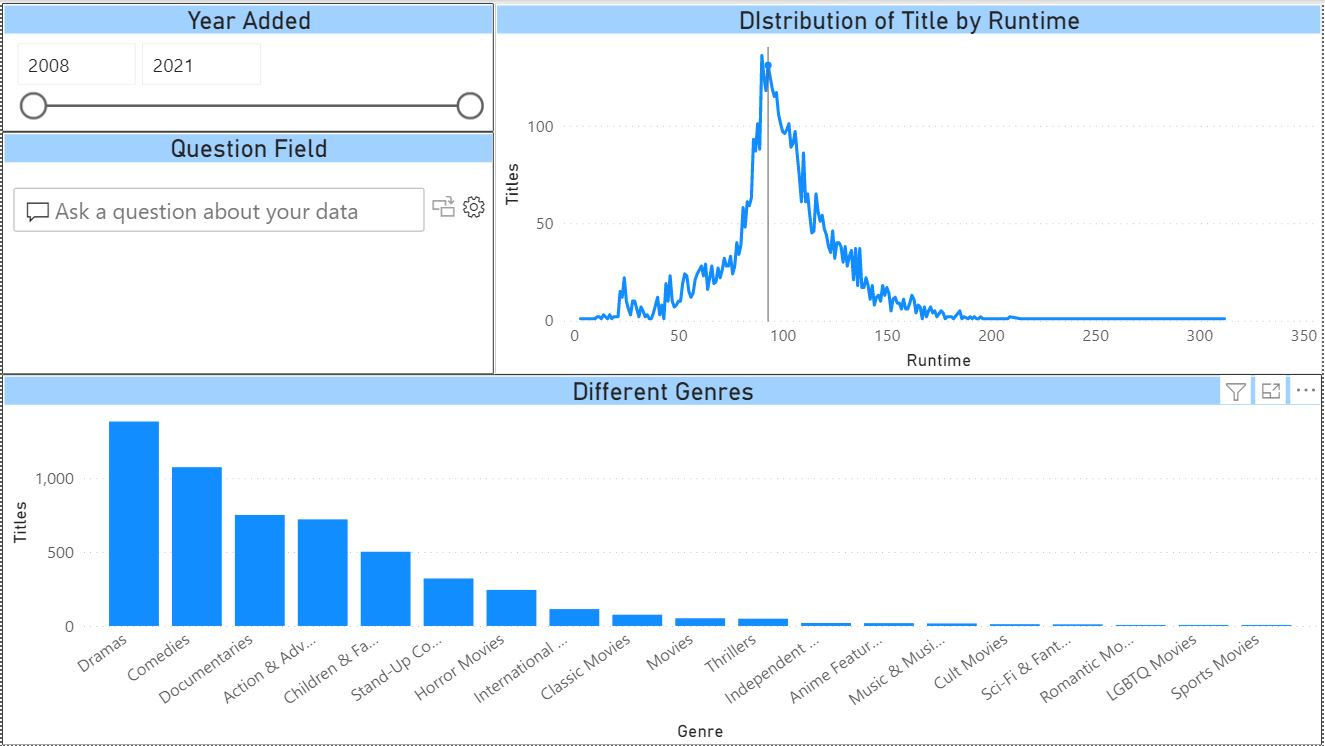 Year Added
2008
2021
Question Field
Ask a question about your data
DIstribution of Title by Runtime
Titles
100
50
0
0 50 100 150 200 250 300 350
Runtime
Different Genres
Titles
1,000
500
0
Dramas
Comedies
Documentaries
Action & Adv...
Children & Fa...
Stand-Up Co...
Horror Movies
International ...
Classic Movies
Movies
Thrillers
Independent ...
Anime Featur...
Music & Musi...
Cult Movies
Sci-Fi & Fant...
Romantic Mo...
LGBTQ Movies
Sports Movies
Genre